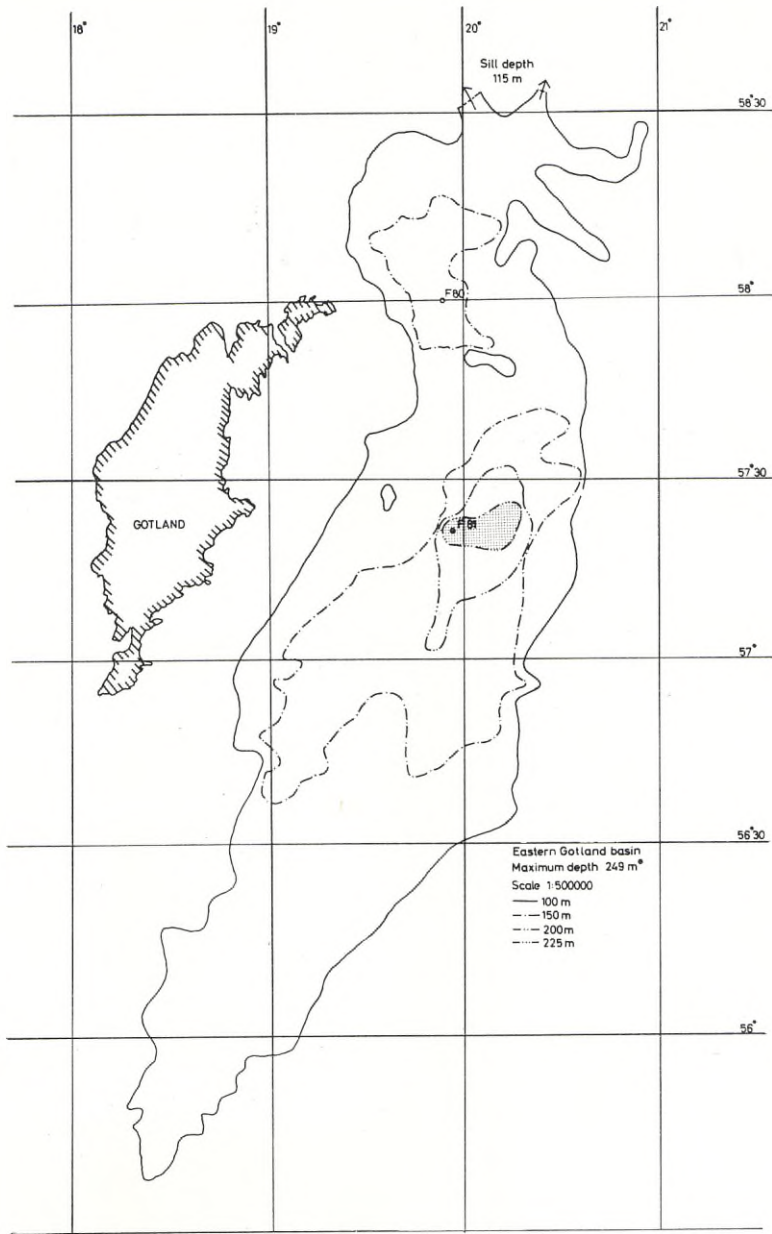 18°
19°
20°
21°
Sill depth
115 m
58°30
F80
58°
57°30
GOTLAND
F81
57°
56°30
Eastern Gotland basin
Maximum depth 249 m*
Scale 1:500000
100 m
150 m
200 m
225 m
56°